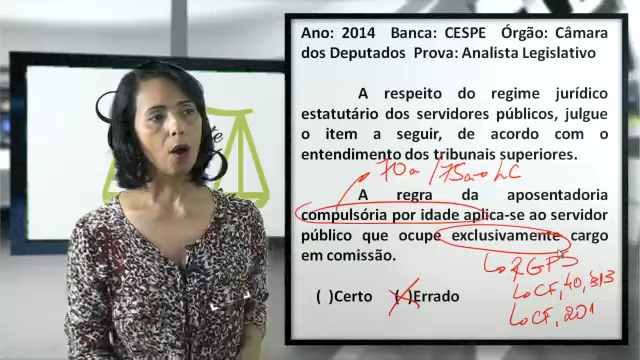 Ano: 2014 Banca: CESPE Órgão: Câmara
dos Deputados Prova: Analista Legislativo
A respeito do regime jurídico
estatutário dos servidores públicos, julgue
o item a seguir, de acordo com o
entendimento dos tribunais superiores.
70a /75a→LC
A regra da aposentadoria
compulsória por idade aplica-se ao servidor
público que ocupe exclusivamente cargo
em comissão.
RGPS
CF, 40, §13
CF, 201
( )Certo ( )Errado